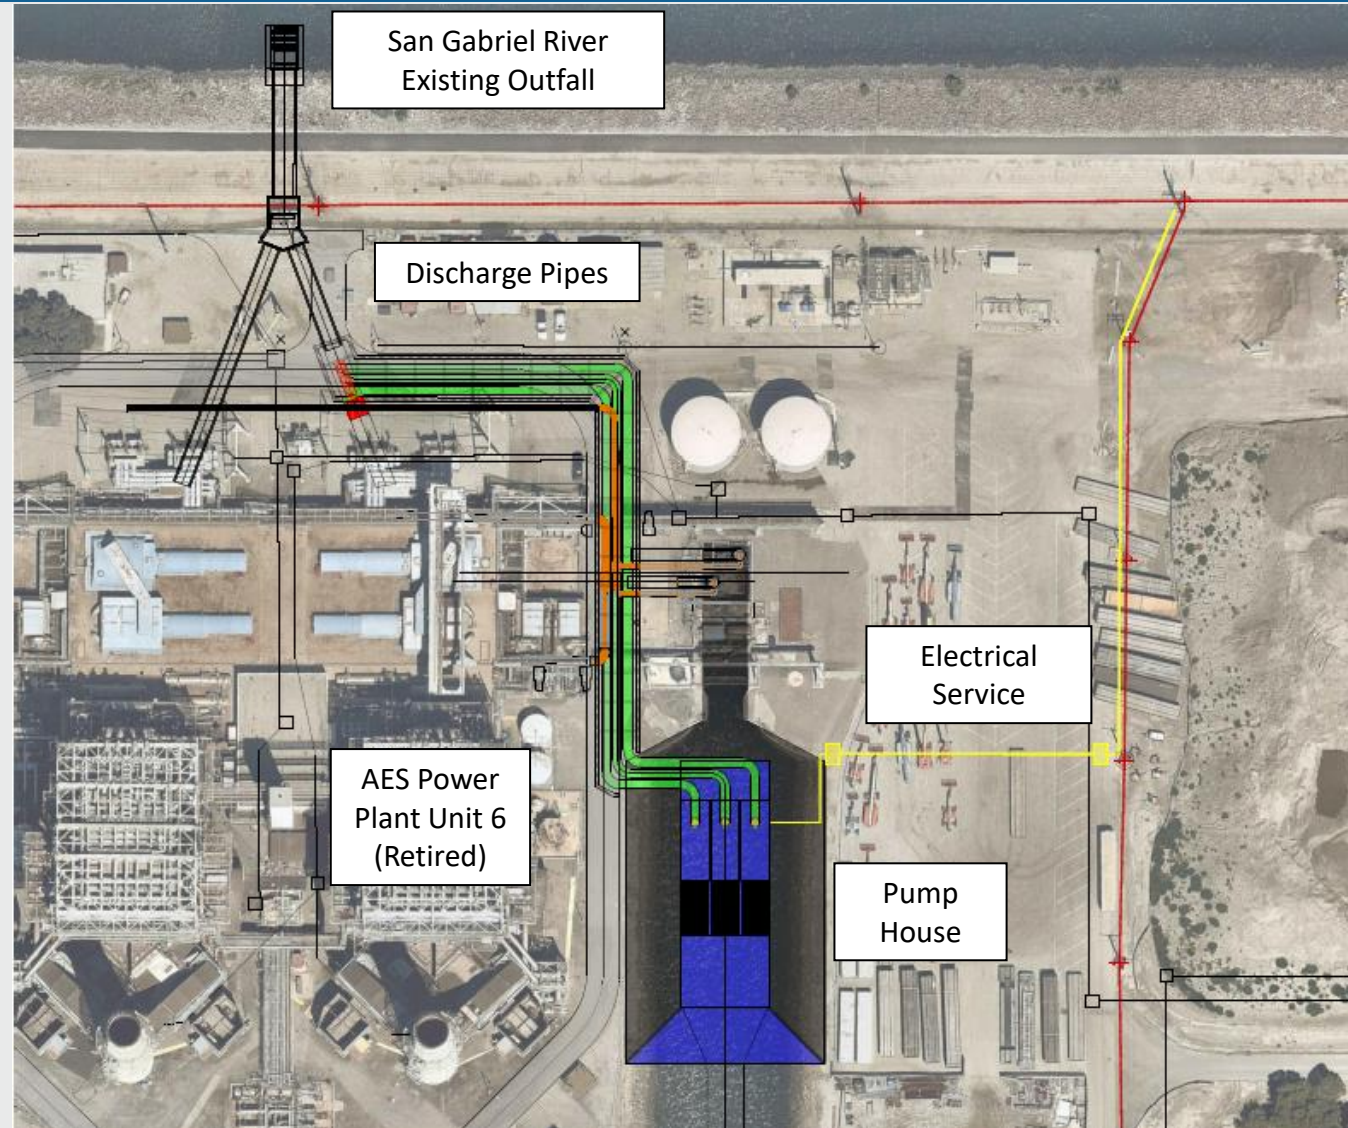 San Gabriel River
Existing Outfall
Discharge Pipes
Electrical
Service
AES Power
Plant Unit 6
(Retired)
Pump
House